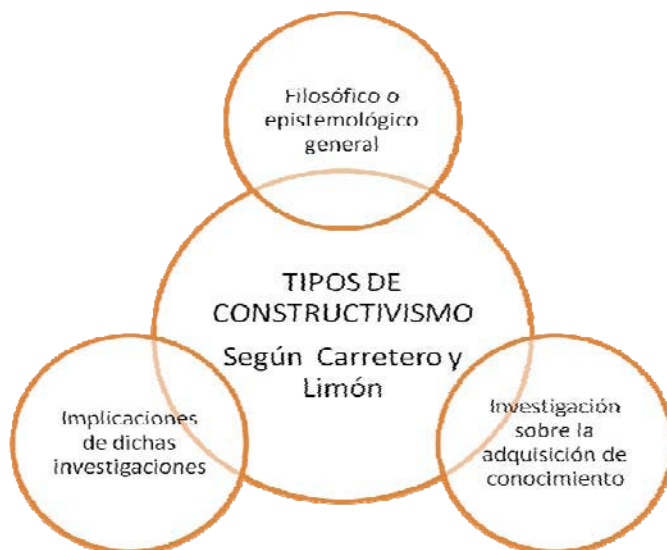 Filosófico o
epistemológico
general
TIPOS DE
CONSTRUCTIVISMO
Según Carretero y
Limón
Implicaciones
de dichas
investigaciones
Investigación
sobre la
adquisición de
conocimiento